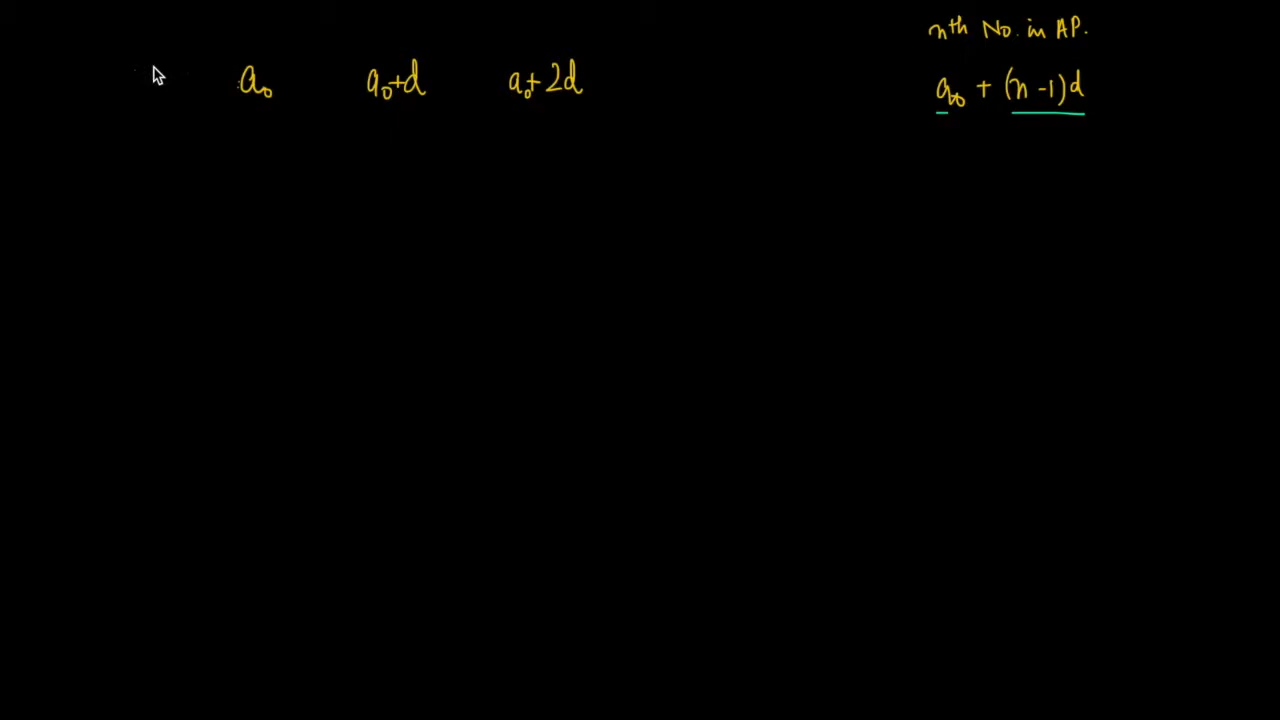 nth No. in AP.
a₀ a₀+d a₀+2d
a₀ + (n-1)d